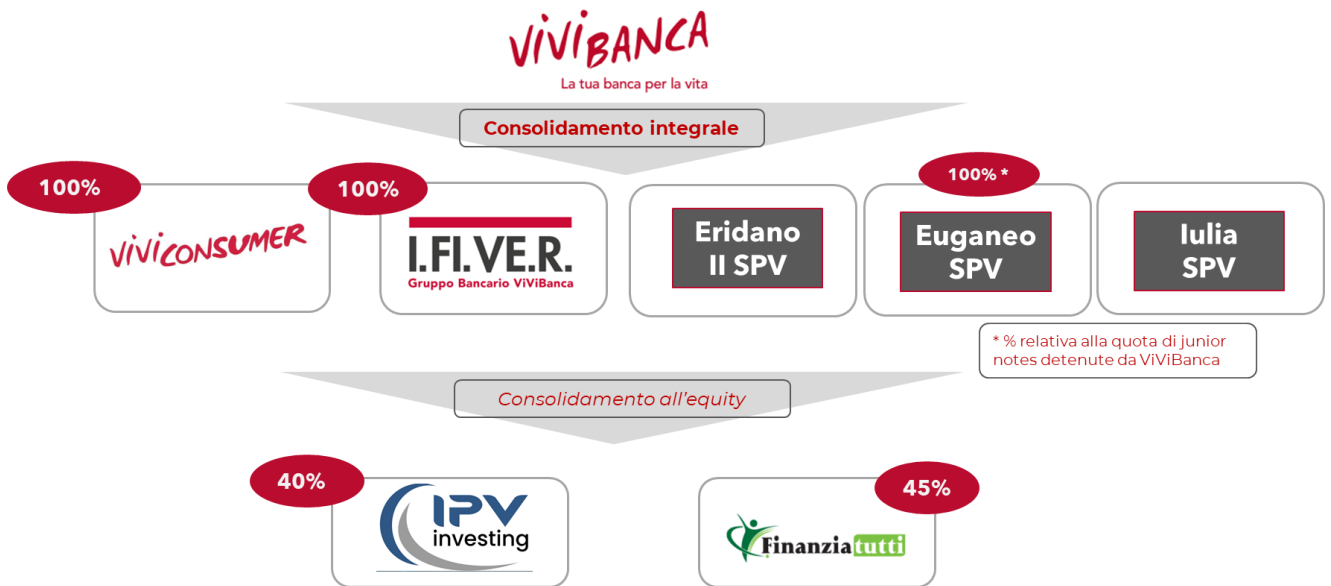 ViViBANCA
La tua banca per la vita
Consolidamento integrale
100%
100%
100% *
ViViCONSUMER
I.FI.VE.R.
Gruppo Bancario ViViBanca
Eridano
II SPV
Euganeo
SPV
Iulia
SPV
* % relativa alla quota di junior
notes detenute da ViViBanca
Consolidamento all'equity
40%
45%
IPV
investing
Finanziatutti